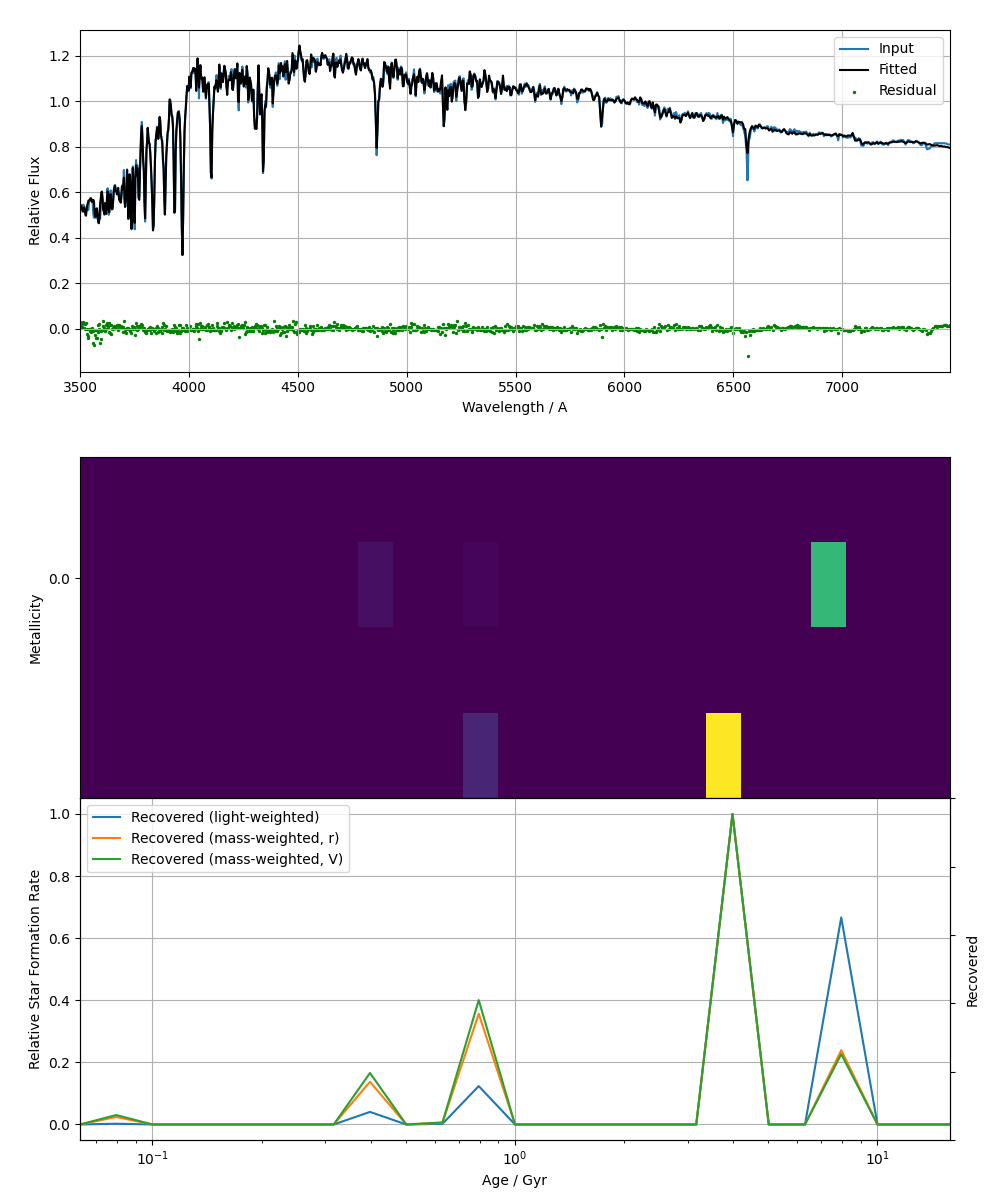 1.2
1.0
0.8
0.6
0.4
0.2
0.0
Relative Flux
Input
Fitted
Residual
3500 4000 4500 5000 5500 6000 6500 7000
Wavelength / A
0.0
Metallicity
1.0
0.8
0.6
0.4
0.2
0.0
Relative Star Formation Rate
Recovered (light-weighted)
Recovered (mass-weighted, r)
Recovered (mass-weighted, V)
Recovered
10⁻¹ 10⁰ 10¹
Age / Gyr